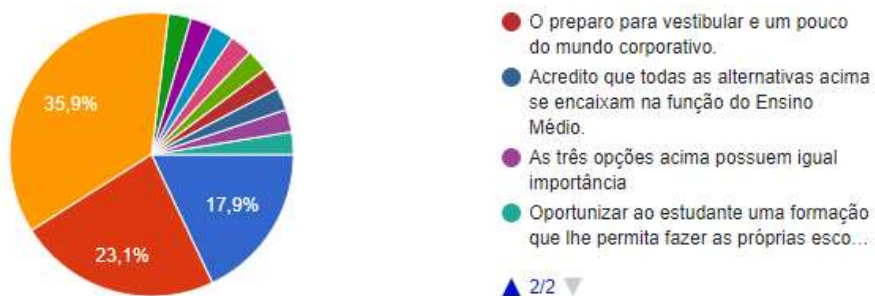 35,9%
23,1%
17,9%
O preparo para vestibular e um pouco
do mundo corporativo.
Acredito que todas as alternativas acima
se encaixam na função do Ensino
Médio.
As três opções acima possuem igual
importância
Oportunizar ao estudante uma formação
que lhe permita fazer as próprias esco...
2/2